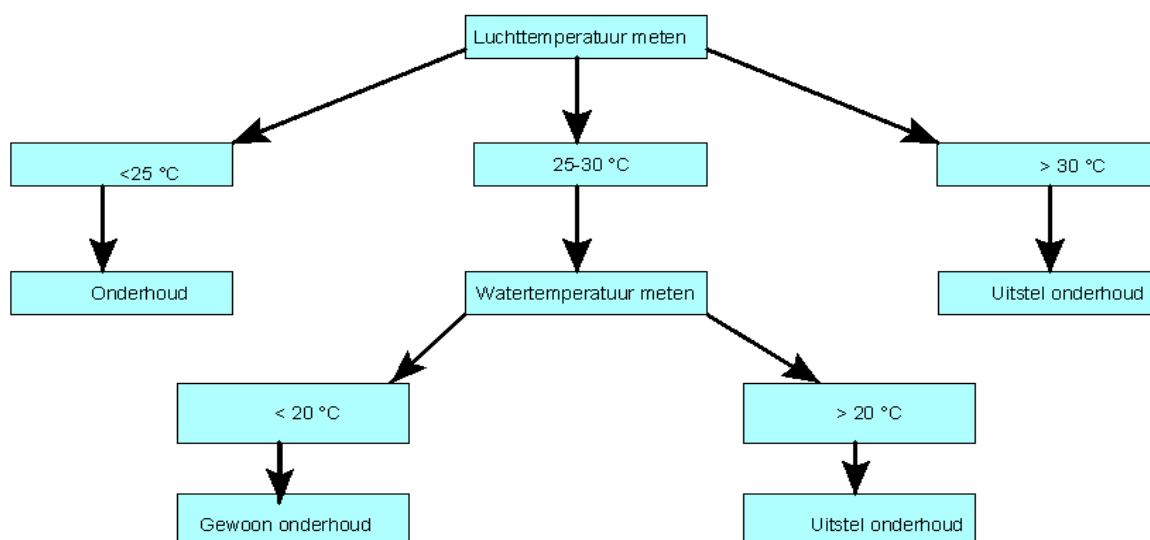 Luchttemperatuur meten
<25 °C
25-30 °C
> 30 °C
Onderhoud
Watertemperatuur meten
Uitstel onderhoud
< 20 °C
> 20 °C
Gewoon onderhoud
Uitstel onderhoud